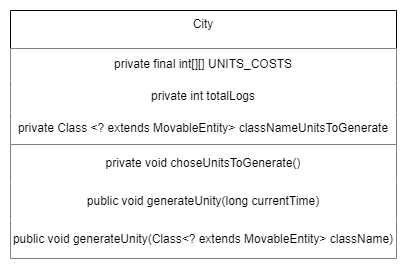 City
private final int[][] UNITS_COSTS
private int totalLogs
private Class <? extends MovableEntity> classNameUnitsToGenerate
private void choseUnitsToGenerate()
public void generateUnity(long currentTime)
public void generateUnity(Class<? extends MovableEntity> className)